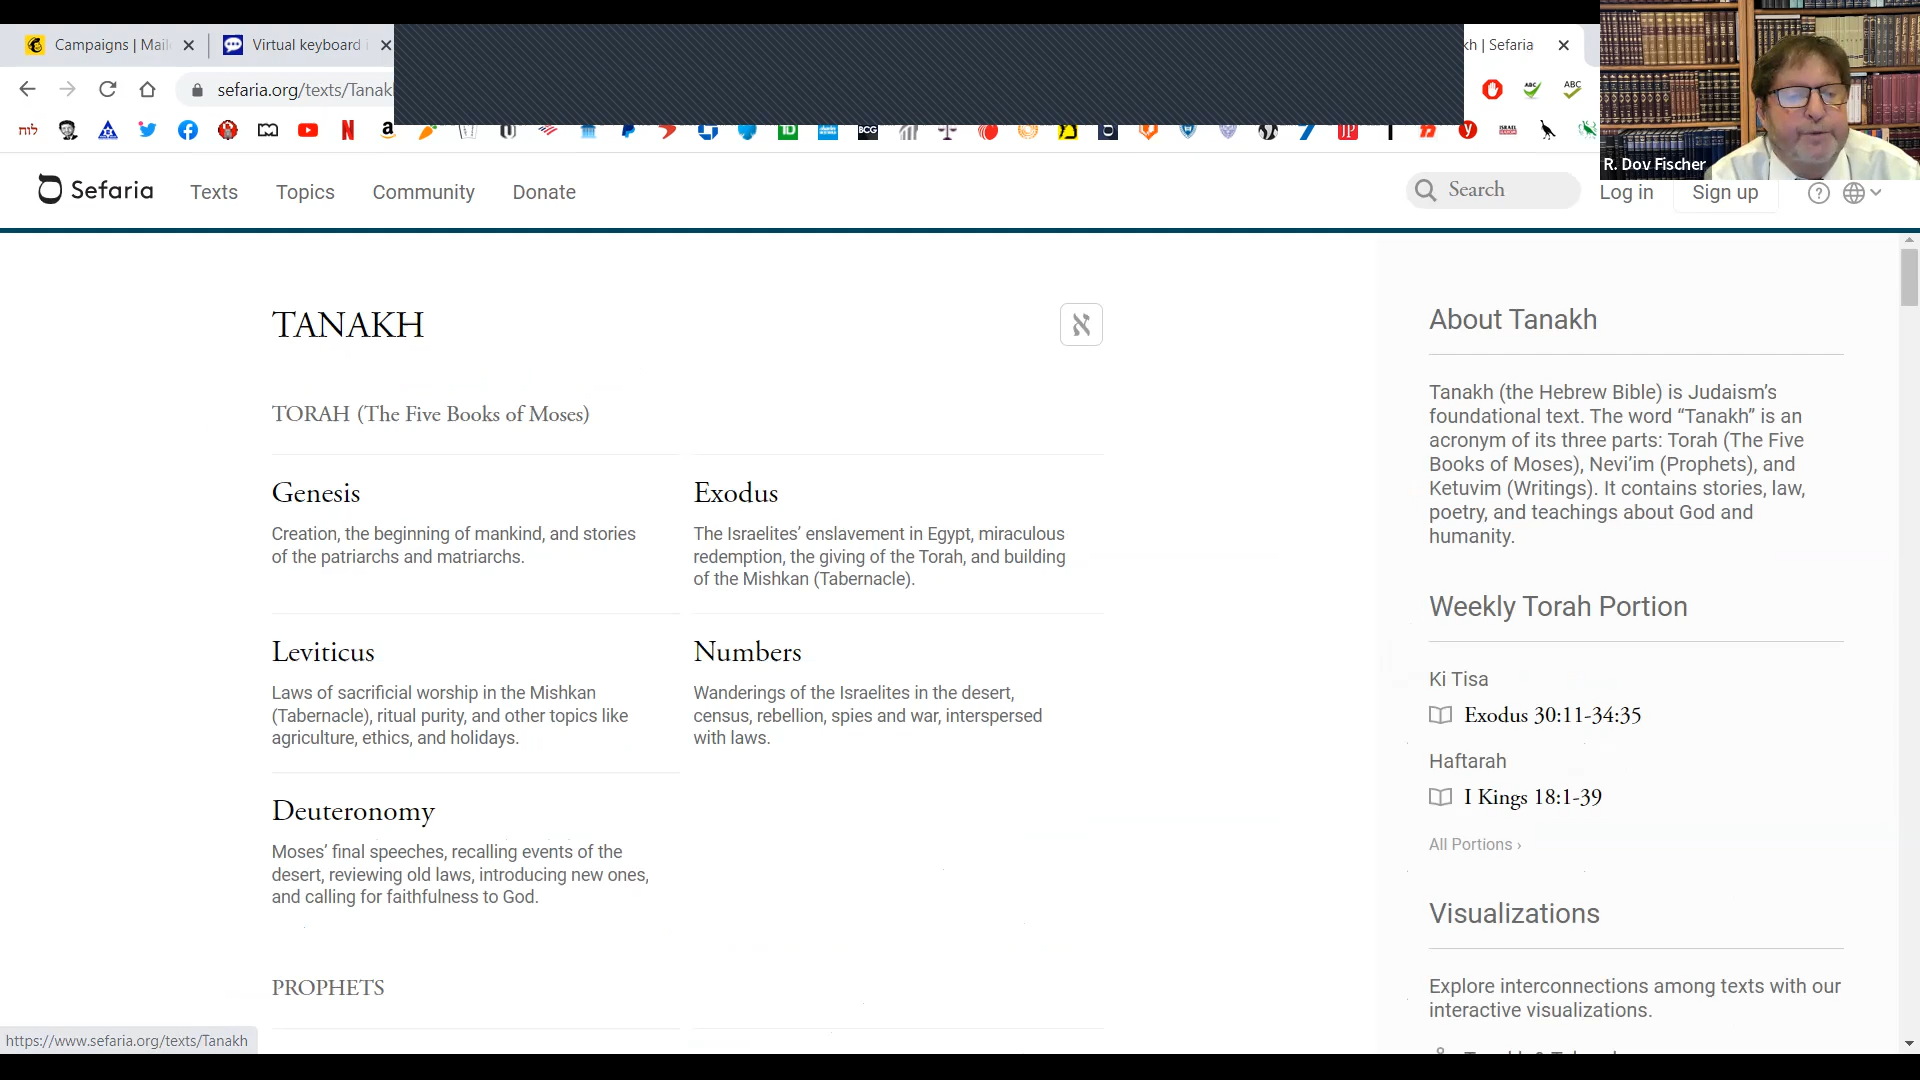 Campaigns | Mail
Virtual keyboard i
kh | Sefaria
sefaria.org/texts/Tanak
ABC
ABC
לוח
N
a
TD
BCG
JP
y
R. Dov Fischer
Sefaria
Texts
Topics
Community
Donate
Search
Log in
Sign up
?
TANAKH
א
TORAH (The Five Books of Moses)
Genesis
Creation, the beginning of mankind, and stories
of the patriarchs and matriarchs.
Exodus
The Israelites’ enslavement in Egypt, miraculous
redemption, the giving of the Torah, and building
of the Mishkan (Tabernacle).
Leviticus
Laws of sacrificial worship in the Mishkan
(Tabernacle), ritual purity, and other topics like
agriculture, ethics, and holidays.
Numbers
Wanderings of the Israelites in the desert,
census, rebellion, spies and war, interspersed
with laws.
Deuteronomy
Moses’ final speeches, recalling events of the
desert, reviewing old laws, introducing new ones,
and calling for faithfulness to God.
PROPHETS
About Tanakh
Tanakh (the Hebrew Bible) is Judaism’s
foundational text. The word “Tanakh” is an
acronym of its three parts: Torah (The Five
Books of Moses), Nevi’im (Prophets), and
Ketuvim (Writings). It contains stories, law,
poetry, and teachings about God and
humanity.
Weekly Torah Portion
Ki Tisa
Exodus 30:11-34:35
Haftarah
I Kings 18:1-39
All Portions ›
Visualizations
Explore interconnections among texts with our
interactive visualizations.
https://www.sefaria.org/texts/Tanakh